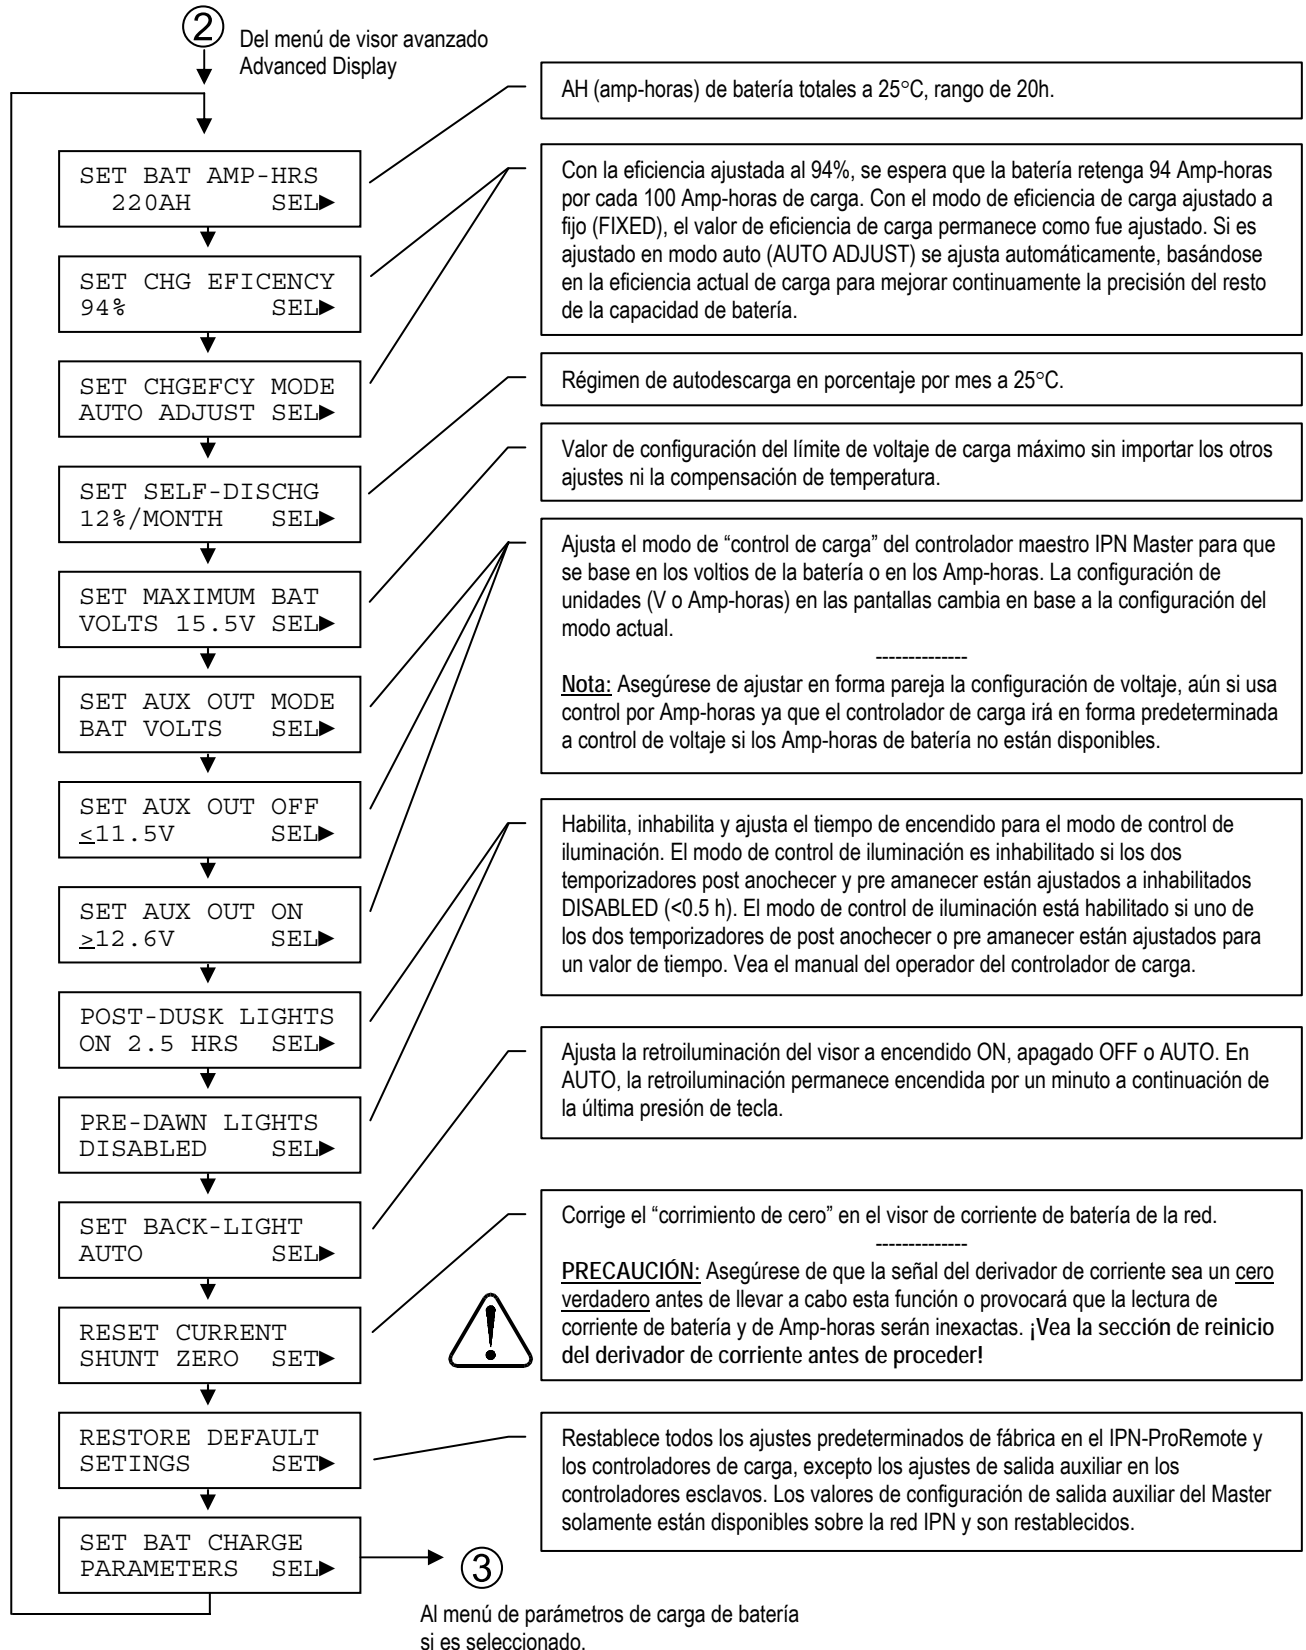 ②
Del menú de visor avanzado
Advanced Display
SET BAT AMP-HRS
220AH SEL►
AH (amp-horas) de batería totales a 25°C, rango de 20h.
SET CHG EFICENCY
94% SEL►
Con la eficiencia ajustada al 94%, se espera que la batería retenga 94 Amp-horas
por cada 100 Amp-horas de carga. Con el modo de eficiencia de carga ajustado a
fijo (FIXED), el valor de eficiencia de carga permanece como fue ajustado. Si es
ajustado en modo auto (AUTO ADJUST) se ajusta automáticamente, basándose
en la eficiencia actual de carga para mejorar continuamente la precisión del resto
de la capacidad de batería.
SET CHGEFCY MODE
AUTO ADJUST SEL►
SET SELF-DISCHG
12%/MONTH SEL►
Régimen de autodescarga en porcentaje por mes a 25°C.
SET MAXIMUM BAT
VOLTS 15.5V SEL►
Valor de configuración del límite de voltaje de carga máximo sin importar los otros
ajustes ni la compensación de temperatura.
SET AUX OUT MODE
BAT VOLTS SEL►
Ajusta el modo de “control de carga” del controlador maestro IPN Master para que
se base en los voltios de la batería o en los Amp-horas. La configuración de
unidades (V o Amp-horas) en las pantallas cambia en base a la configuración del
modo actual.
--------------
Nota: Asegúrese de ajustar en forma pareja la configuración de voltaje, aún si usa
control por Amp-horas ya que el controlador de carga irá en forma predeterminada
a control de voltaje si los Amp-horas de batería no están disponibles.
SET AUX OUT OFF
<11.5V SEL►
SET AUX OUT ON
>12.6V SEL►
POST-DUSK LIGHTS
ON 2.5 HRS SEL►
Habilita, inhabilita y ajusta el tiempo de encendido para el modo de control de
iluminación. El modo de control de iluminación es inhabilitado si los dos
temporizadores post anochecer y pre amanecer están ajustados a inhabilitados
DISABLED (<0.5 h). El modo de control de iluminación está habilitado si uno de
los dos temporizadores de post anochecer o pre amanecer están ajustados para
un valor de tiempo. Vea el manual del operador del controlador de carga.
PRE-DAWN LIGHTS
DISABLED SEL►
SET BACK-LIGHT
AUTO SEL►
Ajusta la retroiluminación del visor a encendido ON, apagado OFF o AUTO. En
AUTO, la retroiluminación permanece encendida por un minuto a continuación de
la última presión de tecla.
RESET CURRENT
SHUNT ZERO SET►
Corrige el “corrimiento de cero” en el visor de corriente de batería de la red.
--------------
PRECAUCIÓN: Asegúrese de que la señal del derivador de corriente sea un cero
verdadero antes de llevar a cabo esta función o provocará que la lectura de
corriente de batería y de Amp-horas serán inexactas. ¡Vea la sección de reinicio
del derivador de corriente antes de proceder!
!
RESTORE DEFAULT
SETINGS SET►
Restablece todos los ajustes predeterminados de fábrica en el IPN-ProRemote y
los controladores de carga, excepto los ajustes de salida auxiliar en los
controladores esclavos. Los valores de configuración de salida auxiliar del Master
solamente están disponibles sobre la red IPN y son restablecidos.
SET BAT CHARGE
PARAMETERS SEL►
③
Al menú de parámetros de carga de batería
si es seleccionado.